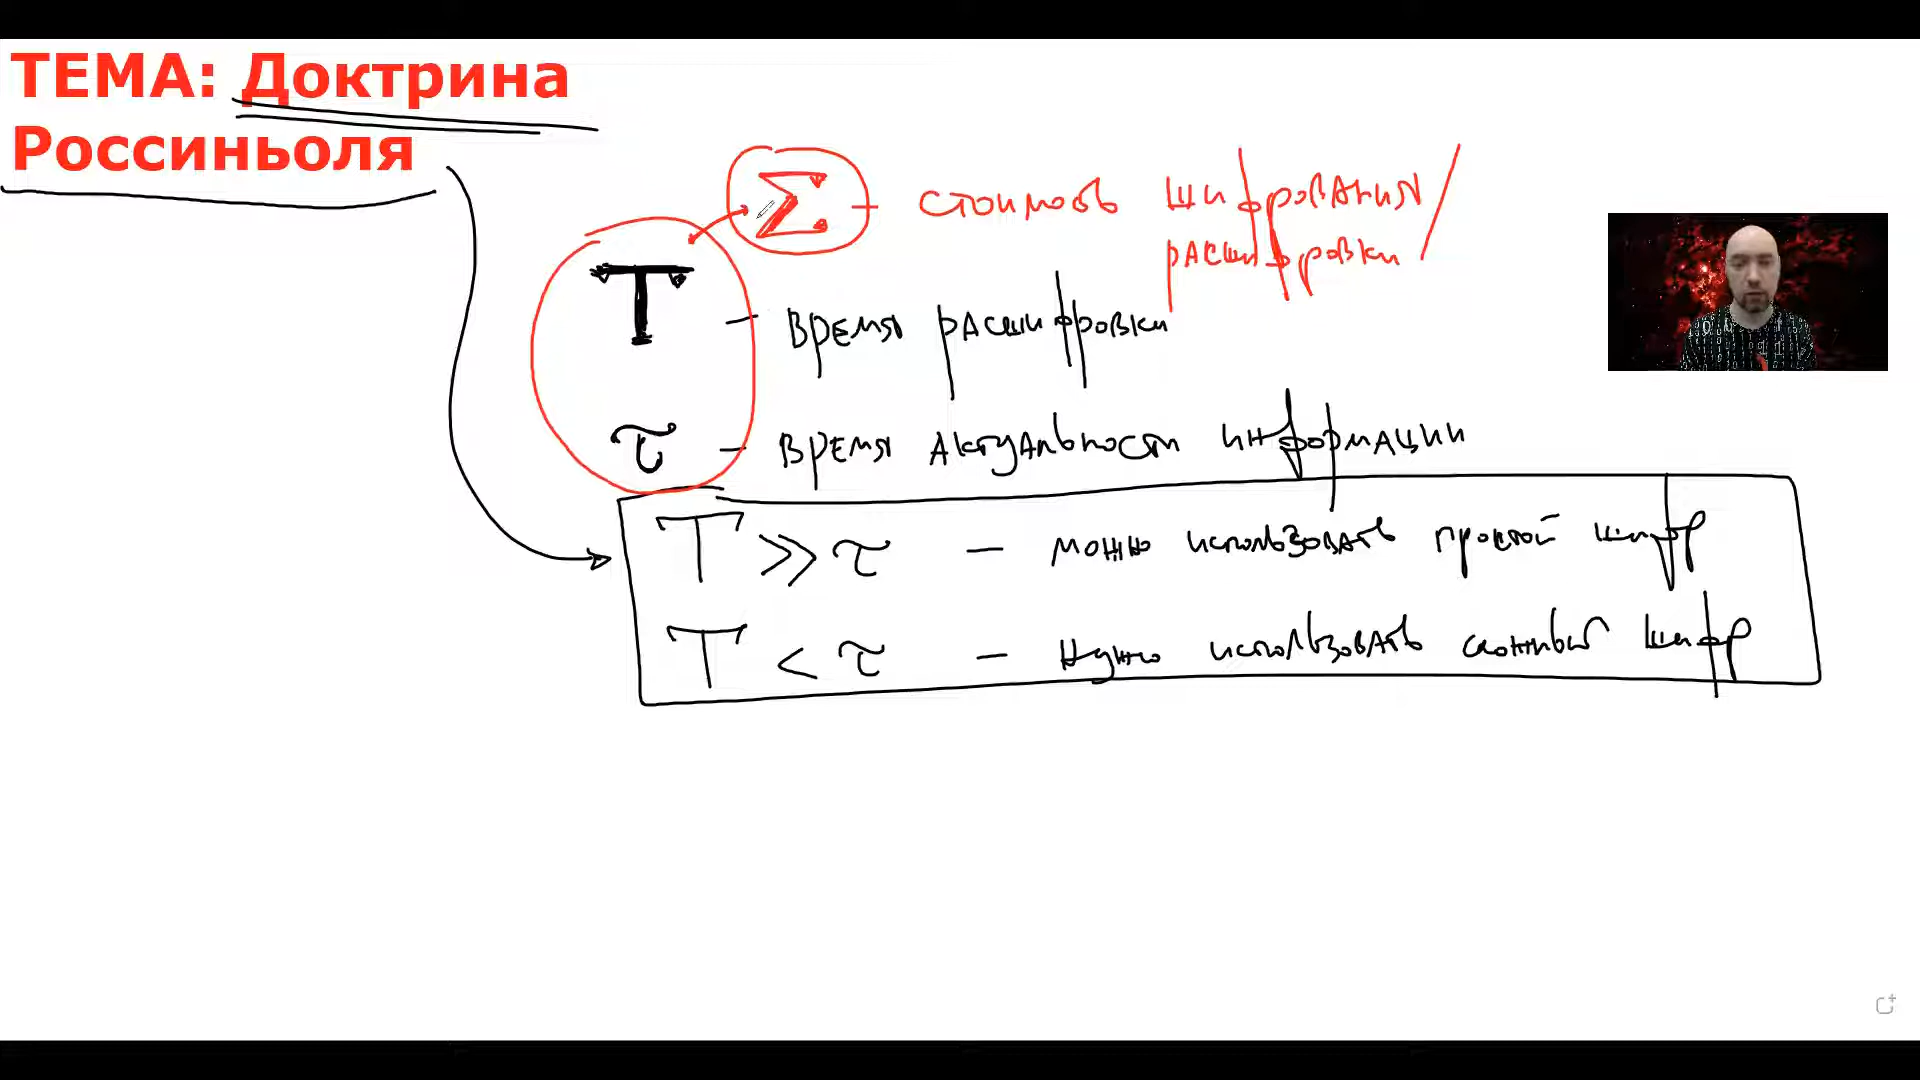 ТЕМА: Доктрина
Россиньоля
Σ - стоимость шифрования/
расшифровки
T - время расшифровки
τ - время актуальности информации
T >> τ - можно использовать простой шифр
T < τ - нужно использовать сложный шифр